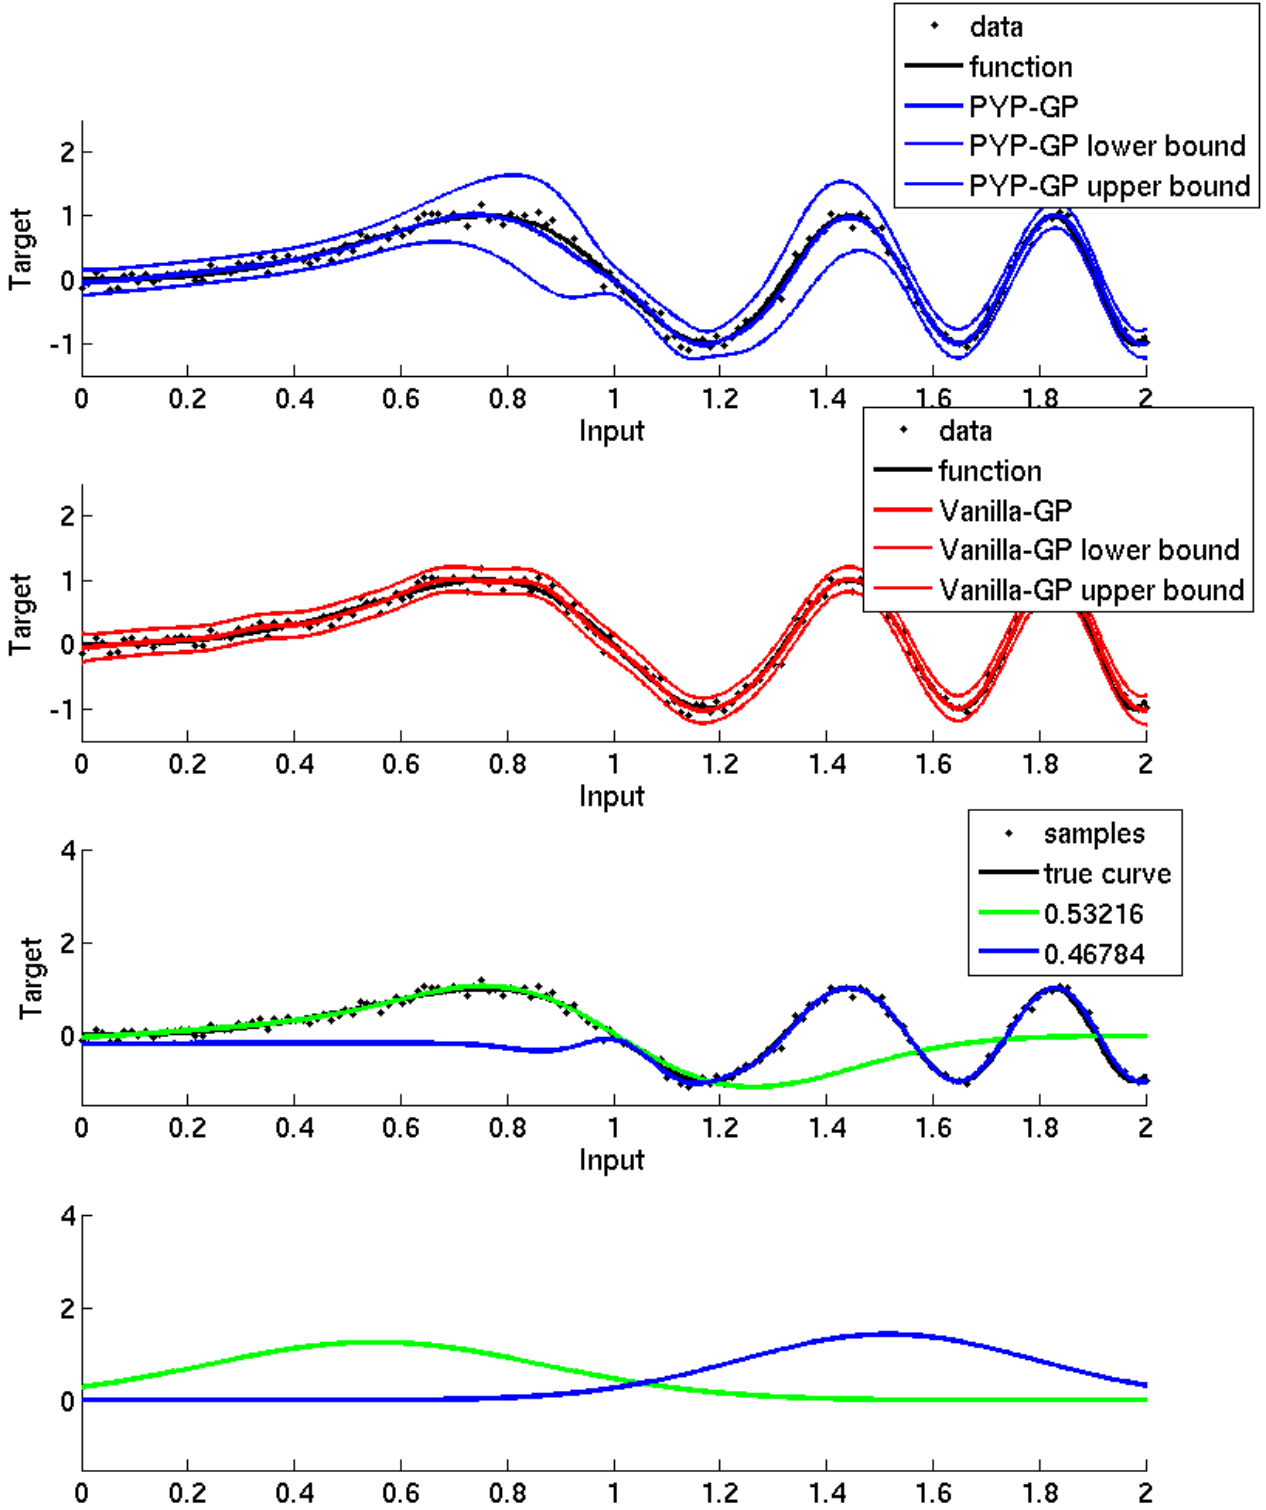 data
function
PYP-GP
PYP-GP lower bound
PYP-GP upper bound
2
1
0
-1
Target
0 0.2 0.4 0.6 0.8 1 1.2 1.4 1.6 1.8 2
Input
data
function
Vanilla-GP
Vanilla-GP lower bound
Vanilla-GP upper bound
2
1
0
-1
Target
0 0.2 0.4 0.6 0.8 1 1.2 1.4 1.6 1.8 2
Input
samples
true curve
0.53216
0.46784
4
2
0
Target
0 0.2 0.4 0.6 0.8 1 1.2 1.4 1.6 1.8 2
Input
4
2
0
0 0.2 0.4 0.6 0.8 1 1.2 1.4 1.6 1.8 2